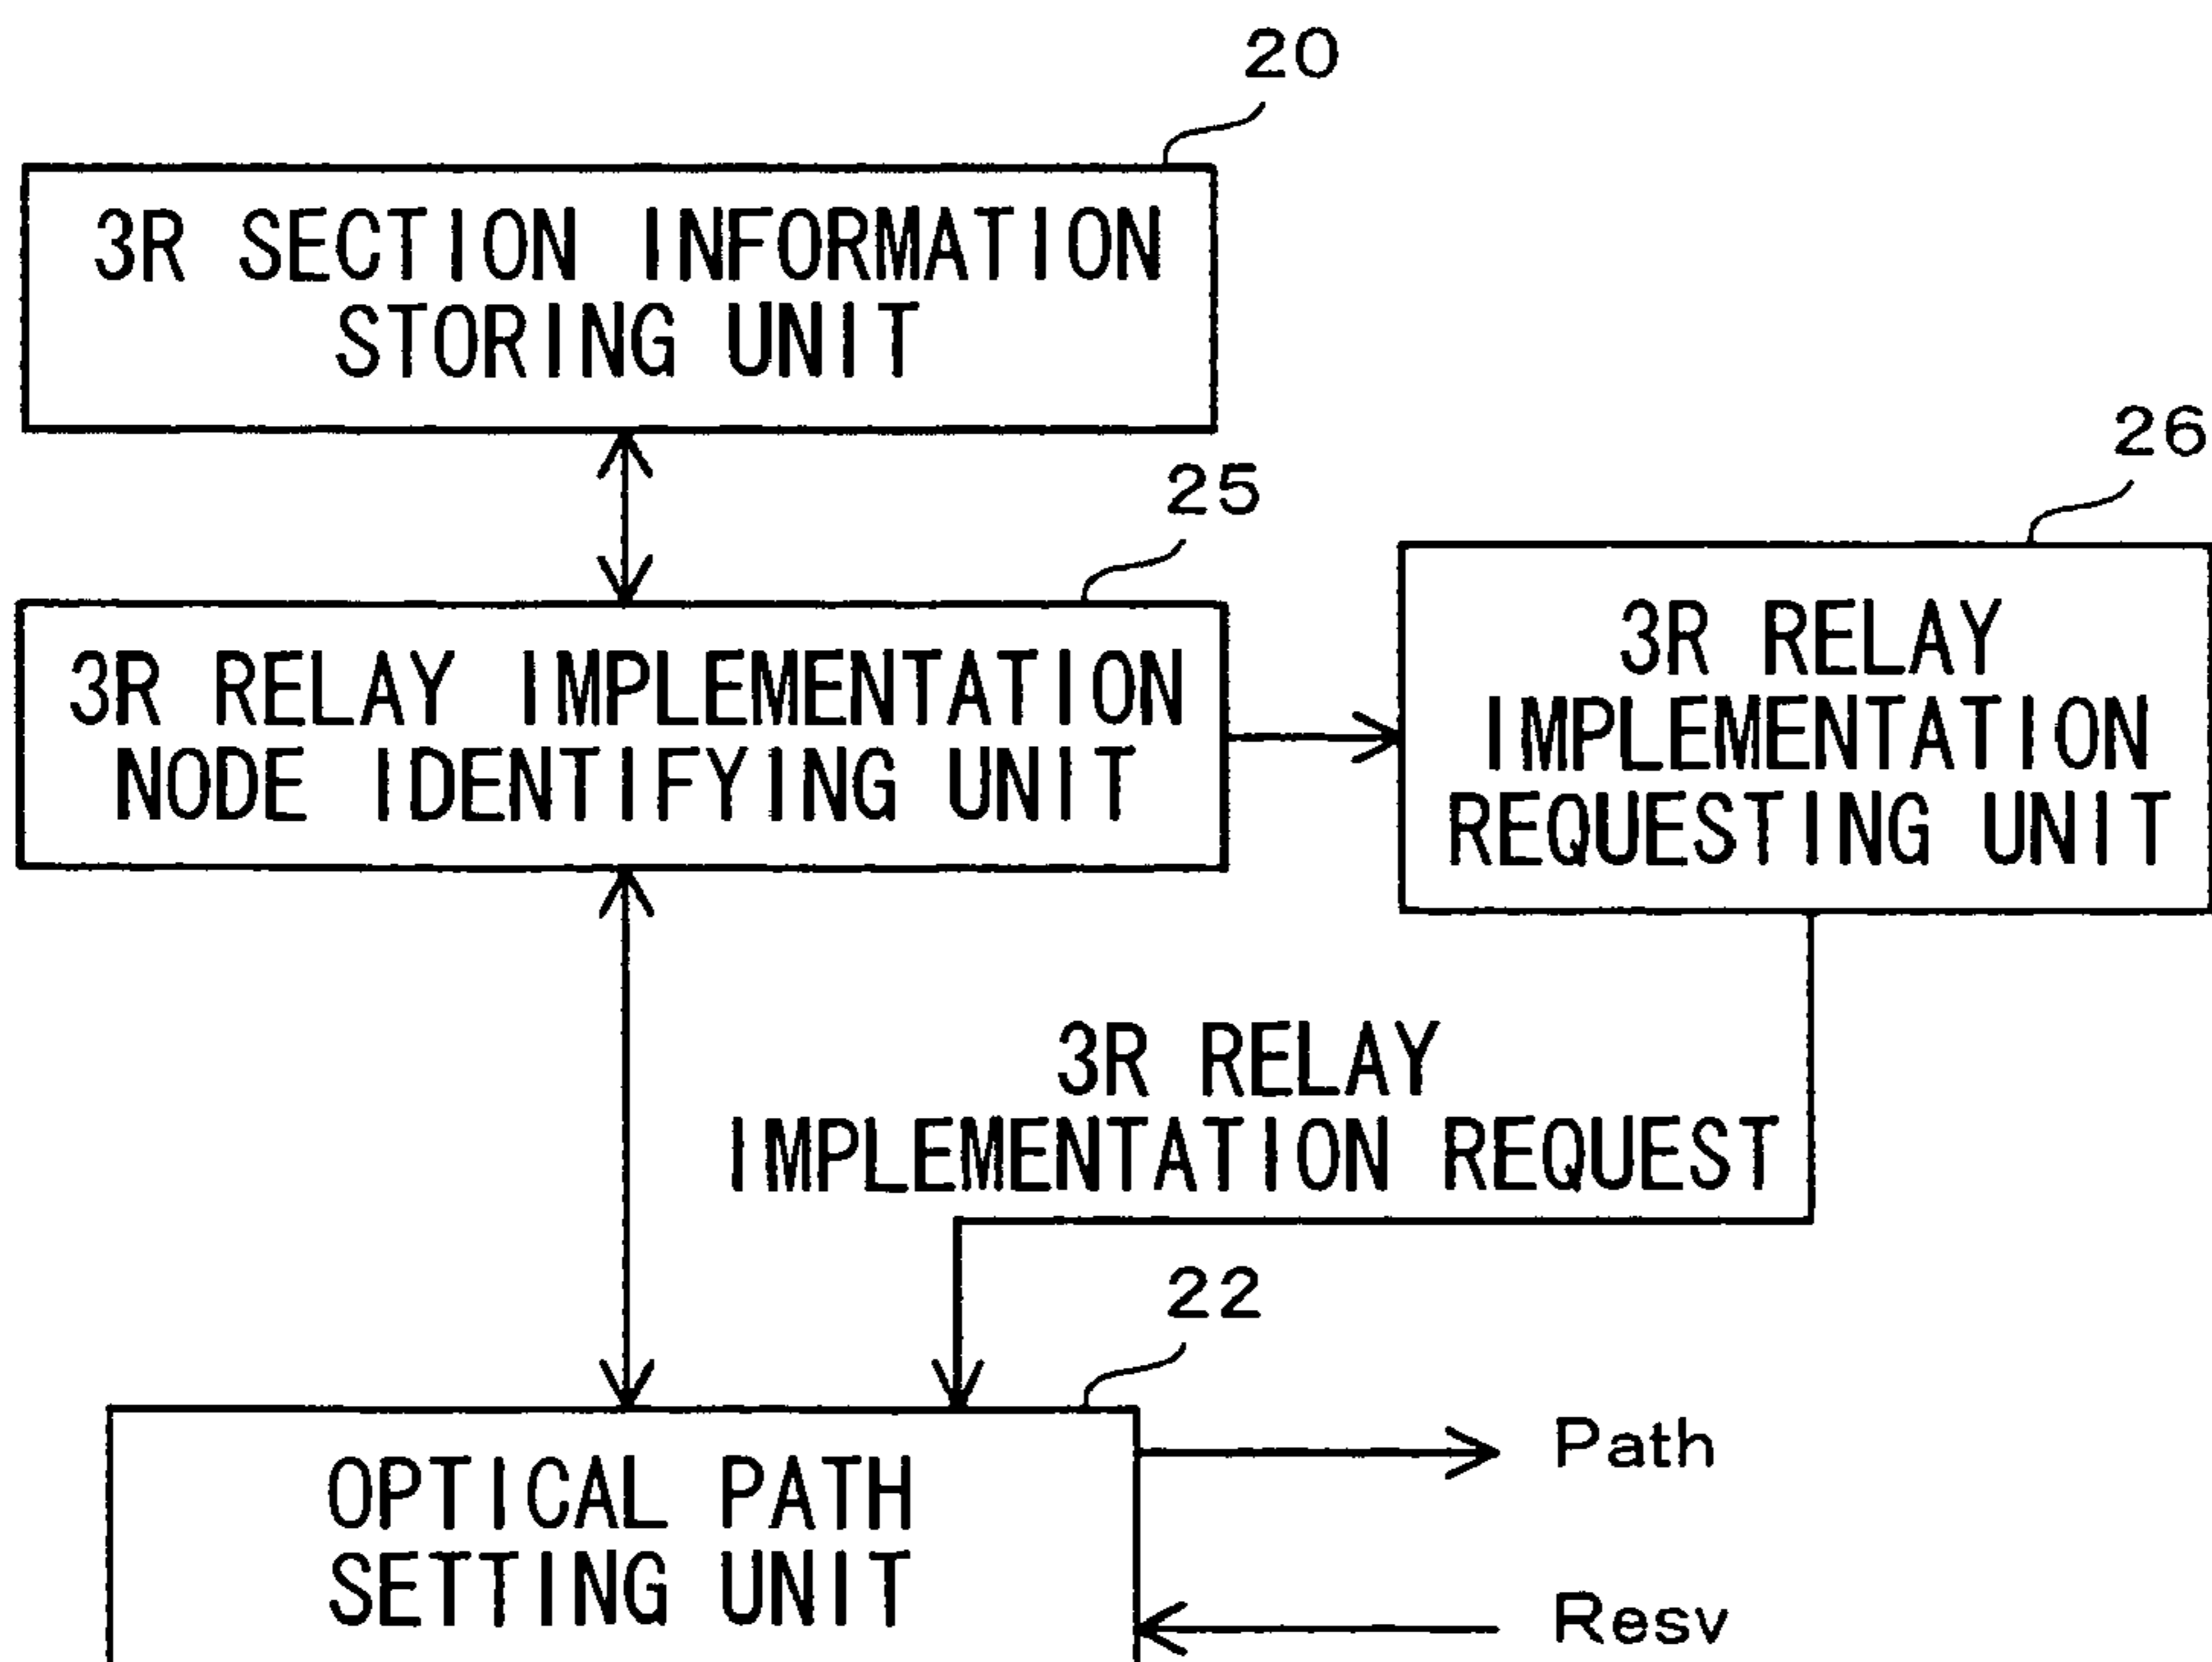 20
3R SECTION INFORMATION
STORING UNIT
26
25
3R RELAY IMPLEMENTATION
NODE IDENTIFYING UNIT
3R RELAY
IMPLEMENTATION
REQUESTING UNIT
3R RELAY
IMPLEMENTATION REQUEST
22
OPTICAL PATH
SETTING UNIT
Path
Resv